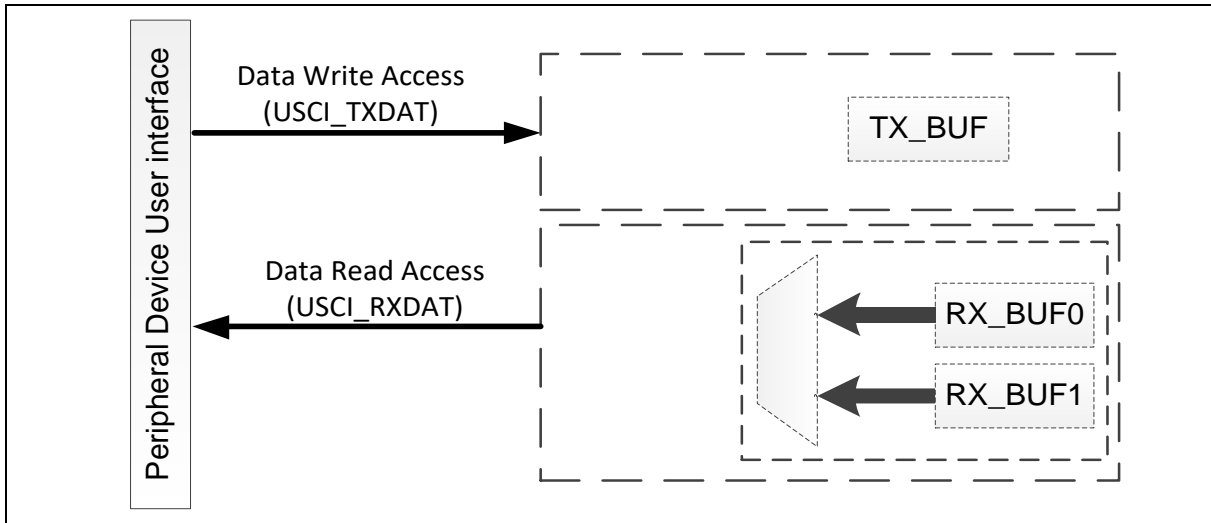 Peripheral Device User interface
Data Write Access
(USCI_TXDAT)
TX_BUF
Data Read Access
(USCI_RXDAT)
RX_BUF0
RX_BUF1